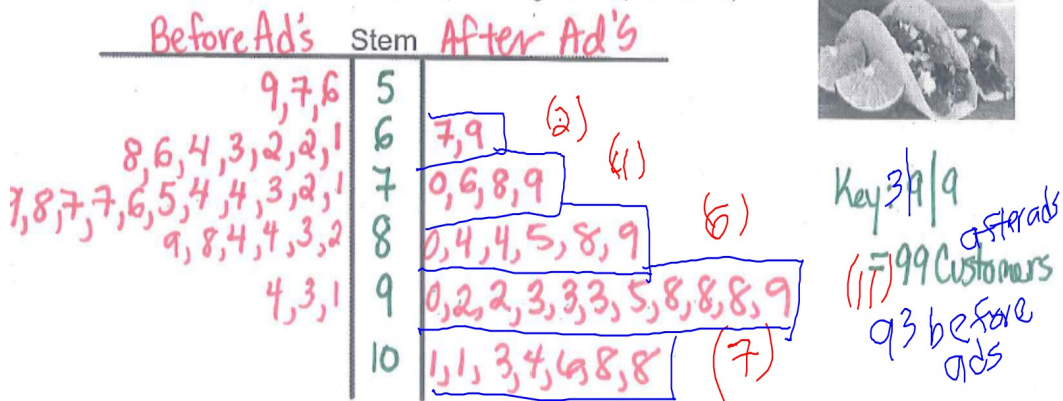 Before Ad's Stem After Ad's
9,7,6 5
8,6,4,3,2,2,1 6 7,9 (2)
8,7,7,6,5,4,4,3,2,1 7 0,6,8,9 (4)
9,8,4,4,3,2 8 0,4,4,5,8,9 (6)
4,3,1 9 0,2,2,3,3,3,5,8,8,8,9 (11)
10 1,1,3,4,6,8,8 (7)
Key: 3|9|9
= 99 Customers
after ads
93 before
ads